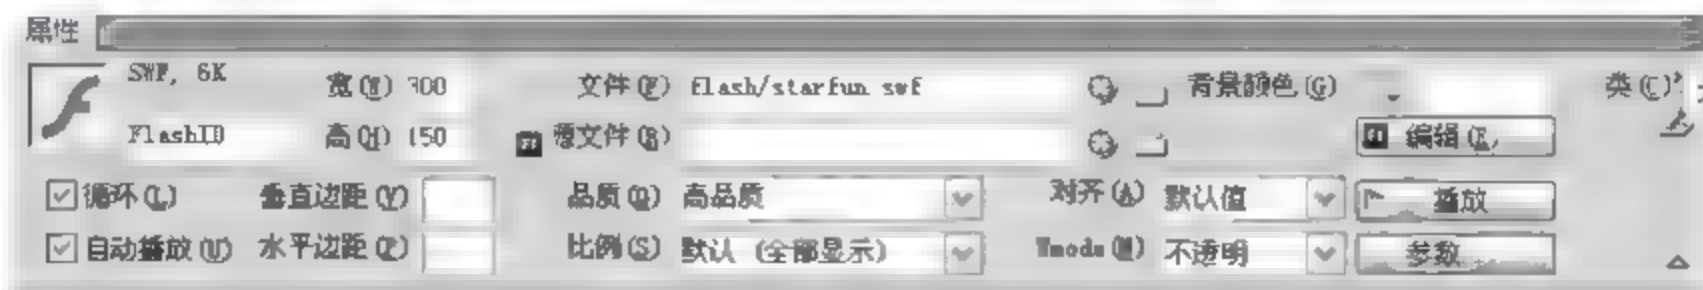 属性
SWF, 6K 宽(W) 300 文件(F) flash/starfun.swf 背景颜色(G) 类(C)
FlashID 高(H) 150 源文件(R) 编辑(E)
循环(L) 垂直边距(V) 品质(Q) 高品质 对齐(A) 默认值 播放
自动播放(U) 水平边距(P) 比例(S) 默认 (全部显示) Wmode(M) 不透明 参数